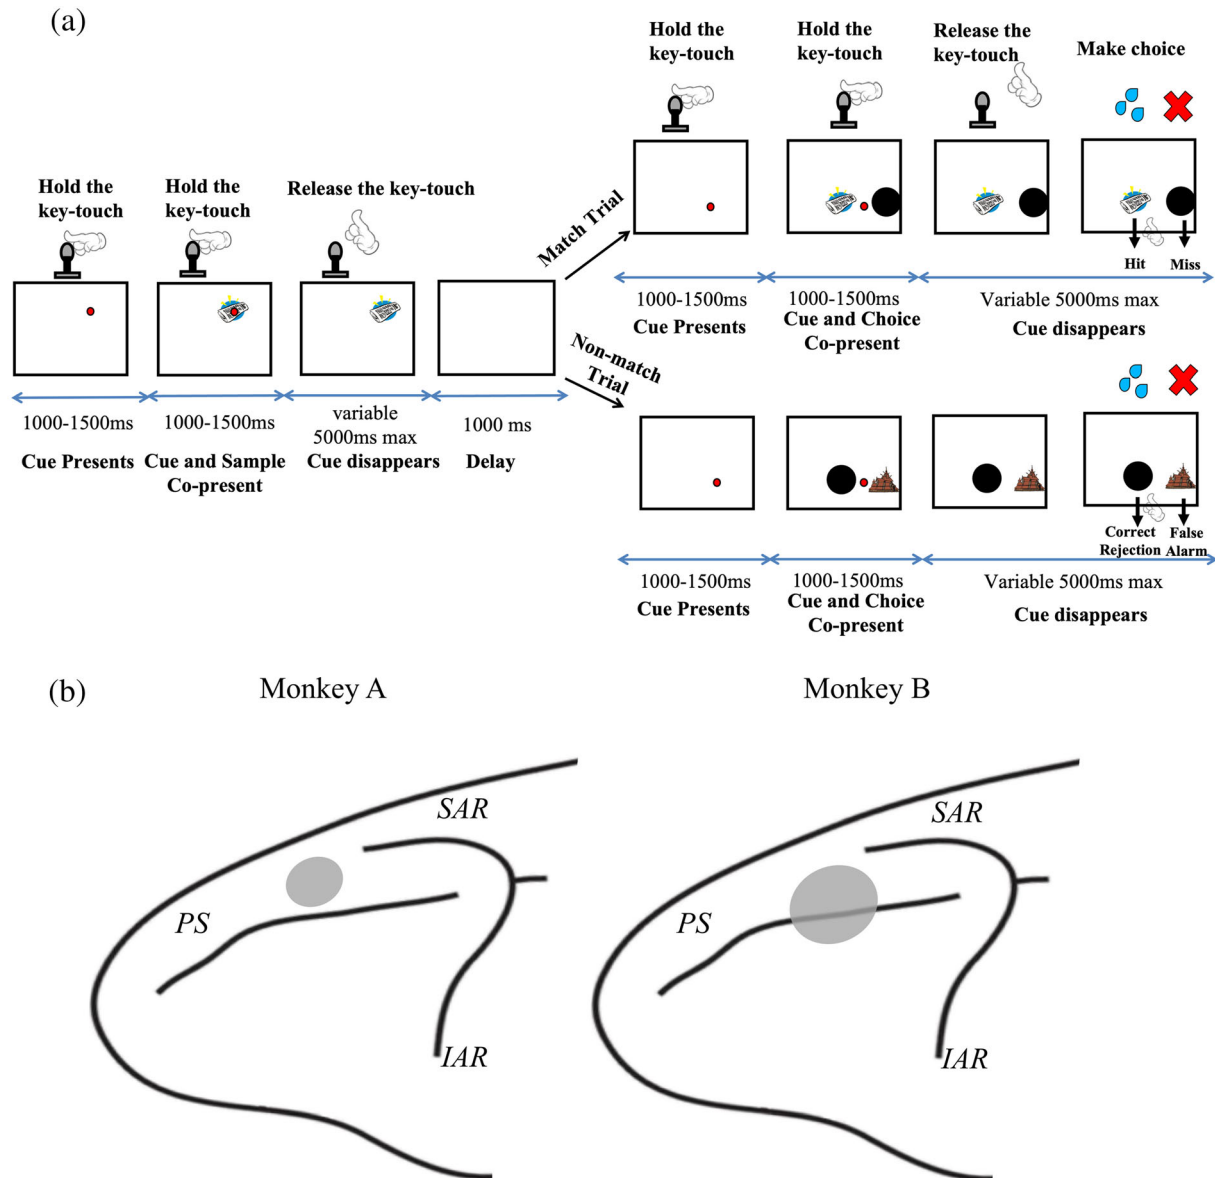 (a)
Hold the
key-touch
Hold the
key-touch
Release the key-touch
1000-1500ms
Cue Presents
1000-1500ms
Cue and Sample
Co-present
variable
5000ms max
Cue disappears
1000 ms
Delay
Match Trial
Hold the
key-touch
Hold the
key-touch
Release the
key-touch
Make choice
Hit
Miss
1000-1500ms
Cue Presents
1000-1500ms
Cue and Choice
Co-present
Variable 5000ms max
Cue disappears
Non-match
Trial
Correct
Rejection
False
Alarm
1000-1500ms
Cue Presents
1000-1500ms
Cue and Choice
Co-present
Variable 5000ms max
Cue disappears
(b)
Monkey A
SAR
PS
IAR
Monkey B
SAR
PS
IAR